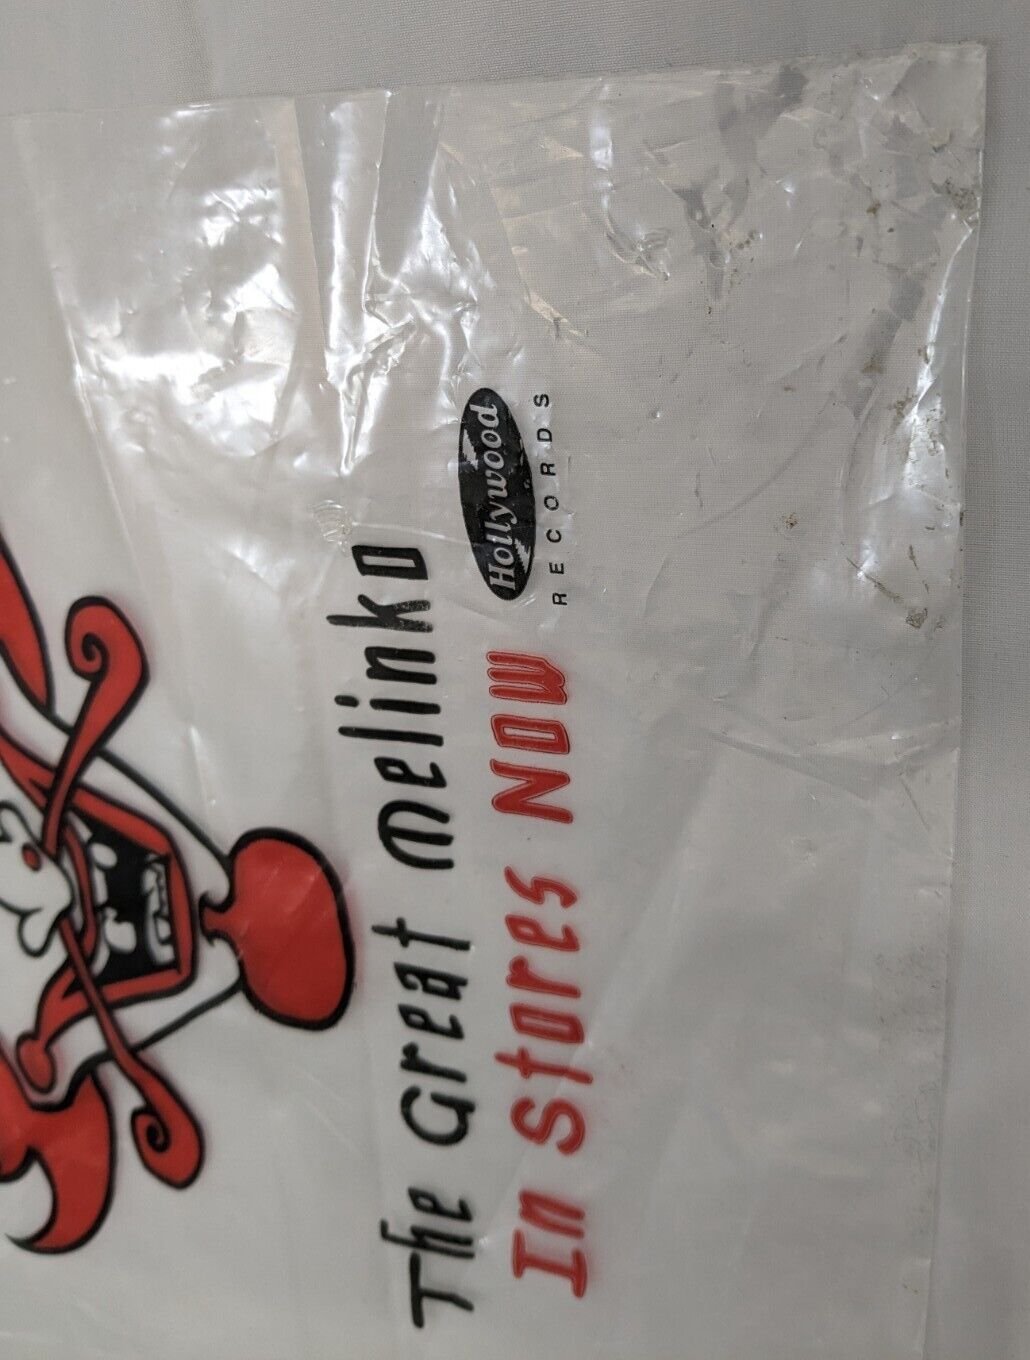 The Great Melinko
In Stores NOW
Hollywood
RECORDS